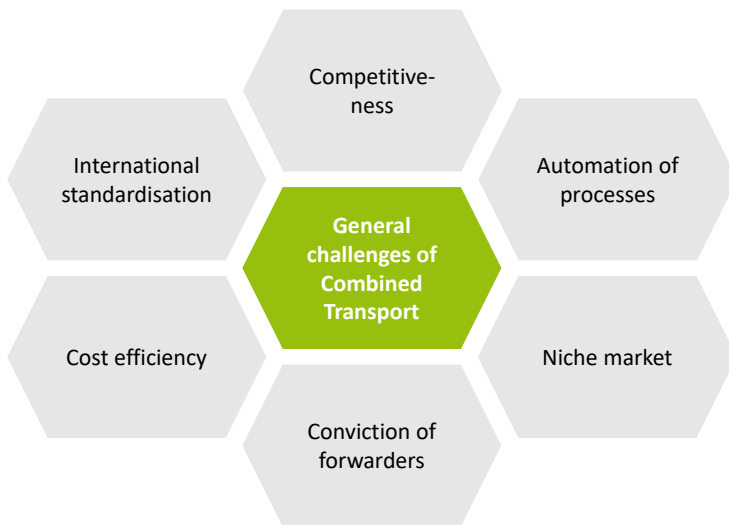 Competitive-
ness
International
standardisation
Automation of
processes
General
challenges of
Combined
Transport
Cost efficiency
Niche market
Conviction of
forwarders